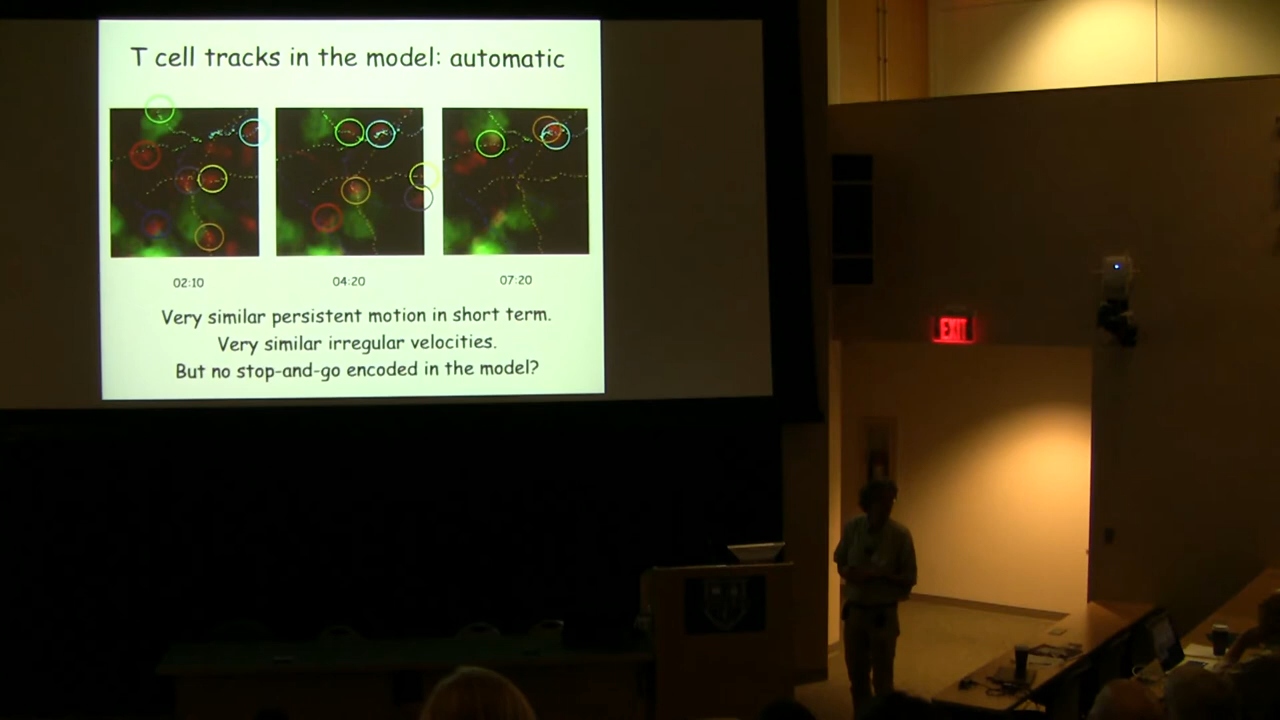 T cell tracks in the model: automatic
02:10
04:20
07:20
Very similar persistent motion in short term.
Very similar irregular velocities.
But no stop-and-go encoded in the model?
EXIT